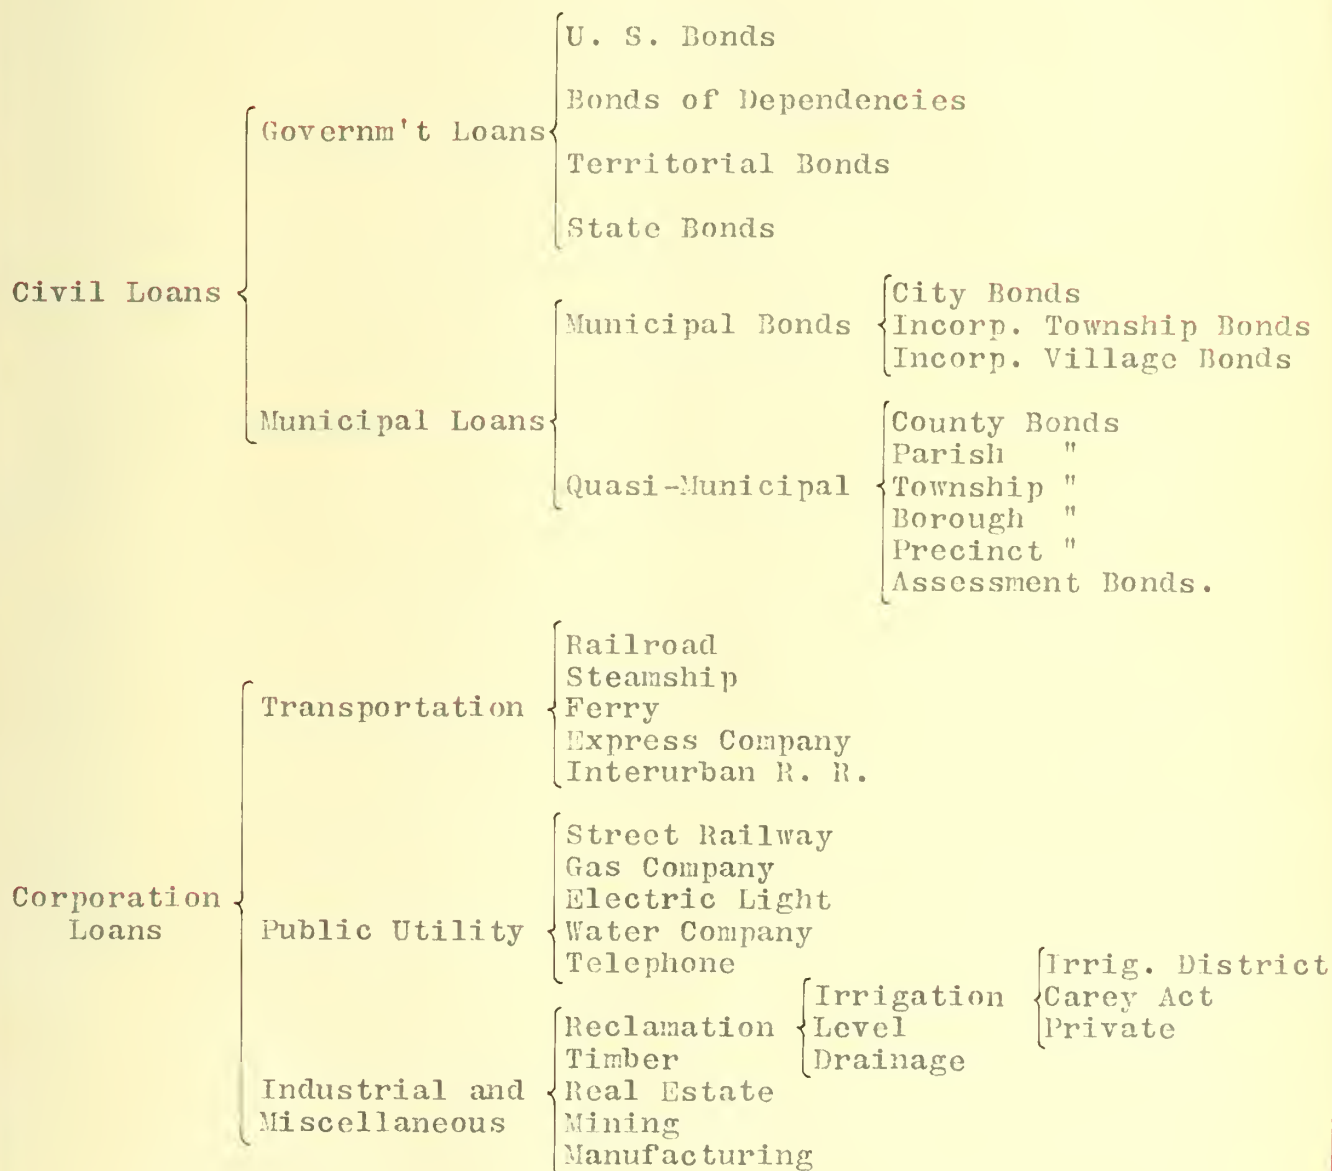 U. S. Bonds
Bonds of Dependencies
Governm't Loans
Territorial Bonds
State Bonds
Civil Loans
City Bonds
Municipal Bonds
Incorp. Township Bonds
Incorp. Village Bonds
Municipal Loans
County Bonds
Parish "
Quasi-Municipal
Township "
Borough "
Precinct "
Assessment Bonds.
Railroad
Steamship
Transportation
Ferry
Express Company
Interurban R. R.
Street Railway
Gas Company
Corporation
Loans
Electric Light
Public Utility
Water Company
Telephone
Irrig. District
Reclamation
Irrigation
Carey Act
Level
Private
Timber
Drainage
Industrial and
Miscellaneous
Real Estate
Mining
Manufacturing